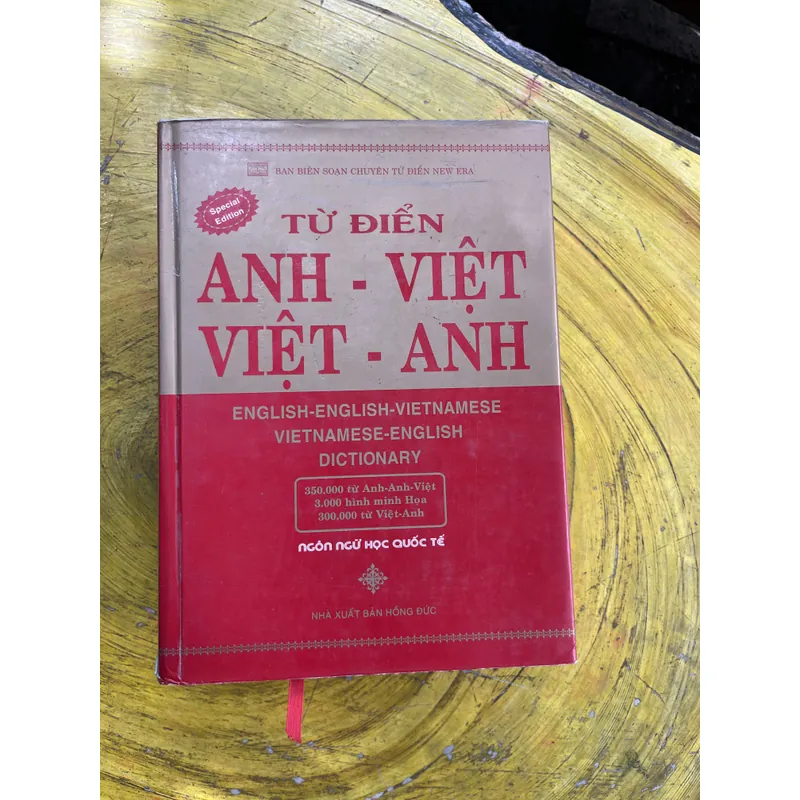 BAN BIÊN SOẠN CHUYÊN TỪ ĐIỂN NEW ERA
Special
Edition
TỪ ĐIỂN
ANH - VIỆT
VIỆT - ANH
ENGLISH-ENGLISH-VIETNAMESE
VIETNAMESE-ENGLISH
DICTIONARY
350.000 từ Anh-Anh-Việt
3.000 hình minh Họa
300.000 từ Việt-Anh
NGÔN NGỮ HỌC QUỐC TẾ
NHÀ XUẤT BẢN HỒNG ĐỨC